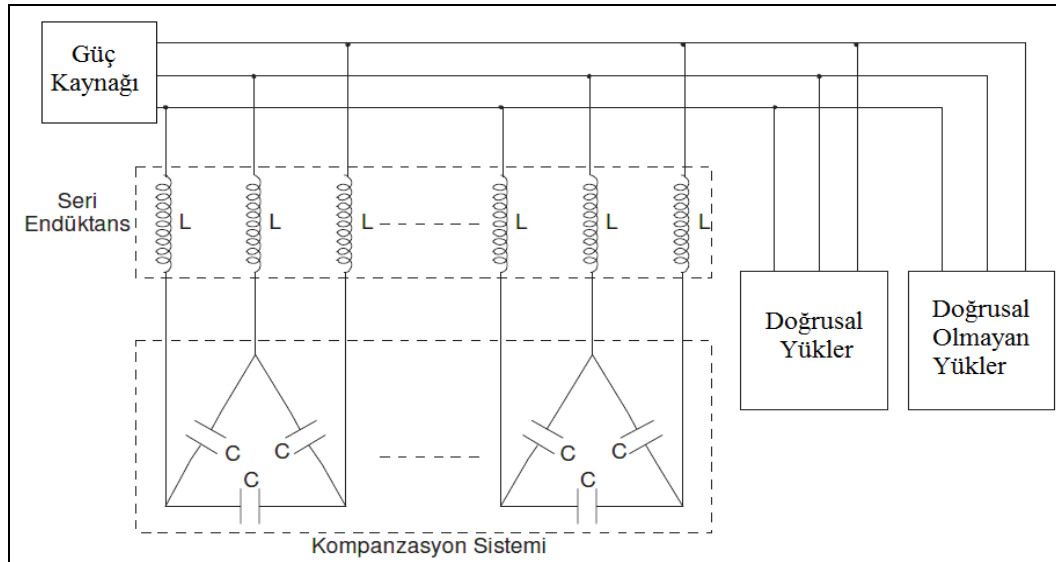 Güç
Kaynağı
Seri
Endüktans
L
L
L
L
L
L
Doğrusal
Yükler
Doğrusal
Olmayan
Yükler
C
C
C
C
C
C
Kompanzasyon Sistemi